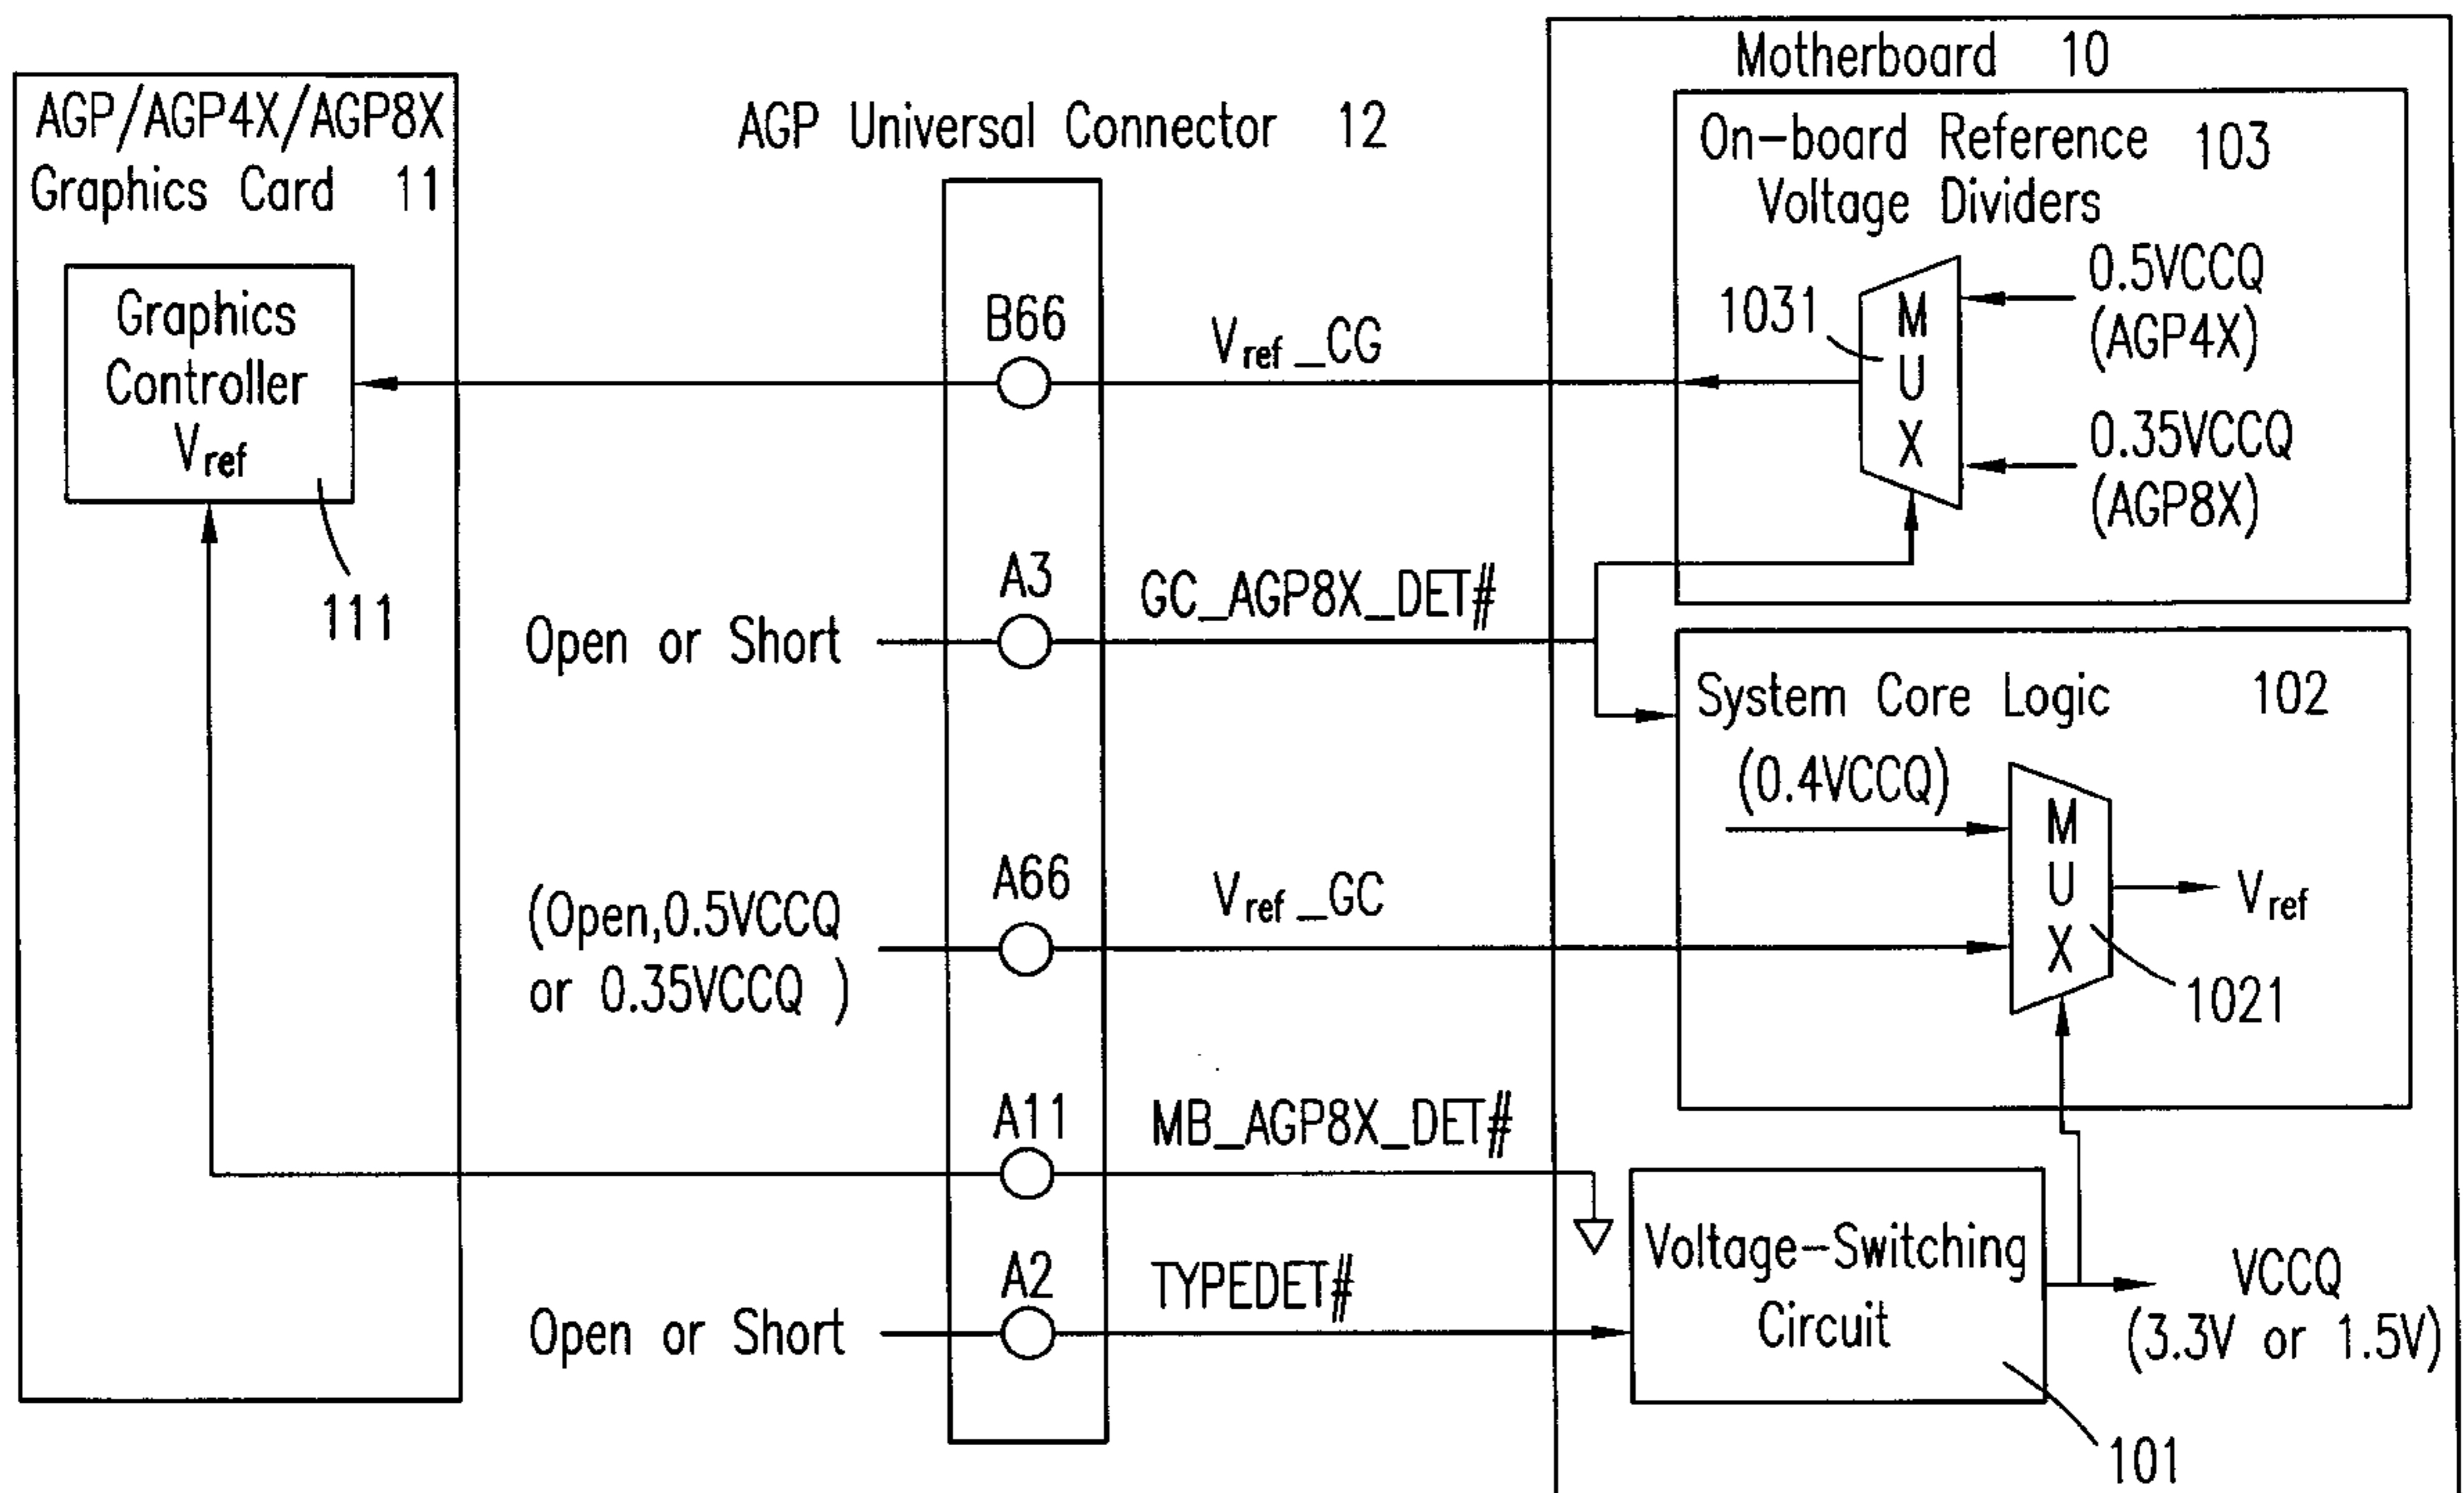 AGP/AGP4X/AGP8X
Graphics Card 11
Graphics
Controller
Vref
111
AGP Universal Connector 12
B66
Vref_CG
A3
GC_AGP8X_DET#
Open or Short
A66
Vref_GC
(Open,0.5VCCQ
or 0.35VCCQ )
A11
MB_AGP8X_DET#
A2
TYPEDET#
Open or Short
Motherboard 10
On-board Reference 103
Voltage Dividers
1031
MUX
0.5VCCQ
(AGP4X)
0.35VCCQ
(AGP8X)
System Core Logic 102
(0.4VCCQ)
MUX
Vref
1021
Voltage-Switching
Circuit
VCCQ
(3.3V or 1.5V)
101